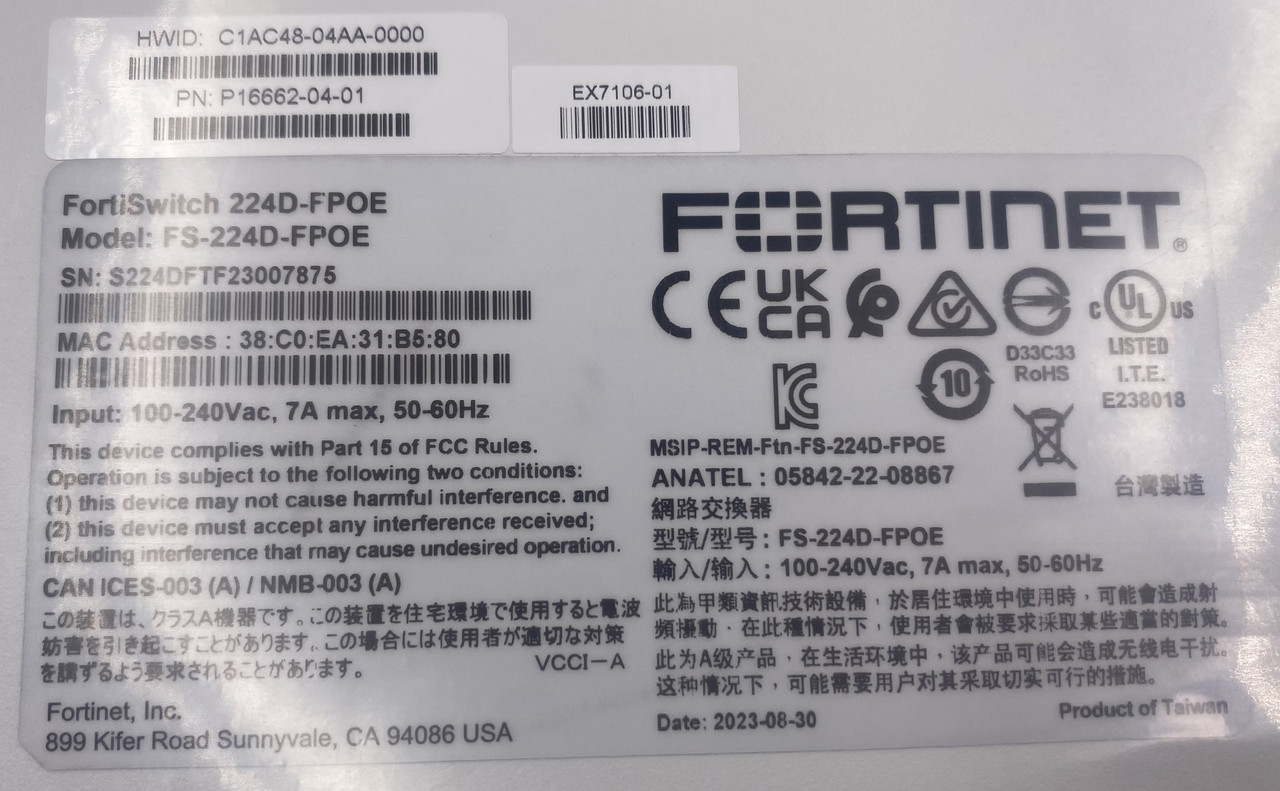 HWID: C1AC48-04AA-0000
PN: P16662-04-01
EX7106-01
FortiSwitch 224D-FPOE
Model: FS-224D-FPOE
SN: S224DFTF23007875
MAC Address : 38:C0:EA:31:B5:80
Input: 100-240Vac, 7A max, 50-60Hz
This device complies with Part 15 of FCC Rules.
Operation is subject to the following two conditions:
(1) this device may not cause harmful interference. and
(2) this device must accept any interference received;
including interference that may cause undesired operation.
CAN ICES-003 (A) / NMB-003 (A)
この装置は、クラスA機器です。この装置を住宅環境で使用すると電波
妨害を引き起こすことがあります。この場合には使用者が適切な対策
を講ずるよう要求されることがあります。
VCCI-A
Fortinet, Inc.
899 Kifer Road Sunnyvale, CA 94086 USA
FORTINET®
CE UK CA
C UL US
LISTED
I.T.E.
E238018
D33C33
RoHS
10
KC
MSIP-REM-Ftn-FS-224D-FPOE
ANATEL : 05842-22-08867
台灣製造
網路交換器
型號/型号 : FS-224D-FPOE
輸入/输入 : 100-240Vac, 7A max, 50-60Hz
此為甲類資訊技術設備，於居住環境中使用時，可能會造成射
頻擾動，在此種情況下，使用者會被要求採取某些適當的對策。
此为A级产品，在生活环境中，该产品可能会造成无线电干扰。
这种情况下，可能需要用户对其采取切实可行的措施。
Date: 2023-08-30
Product of Taiwan